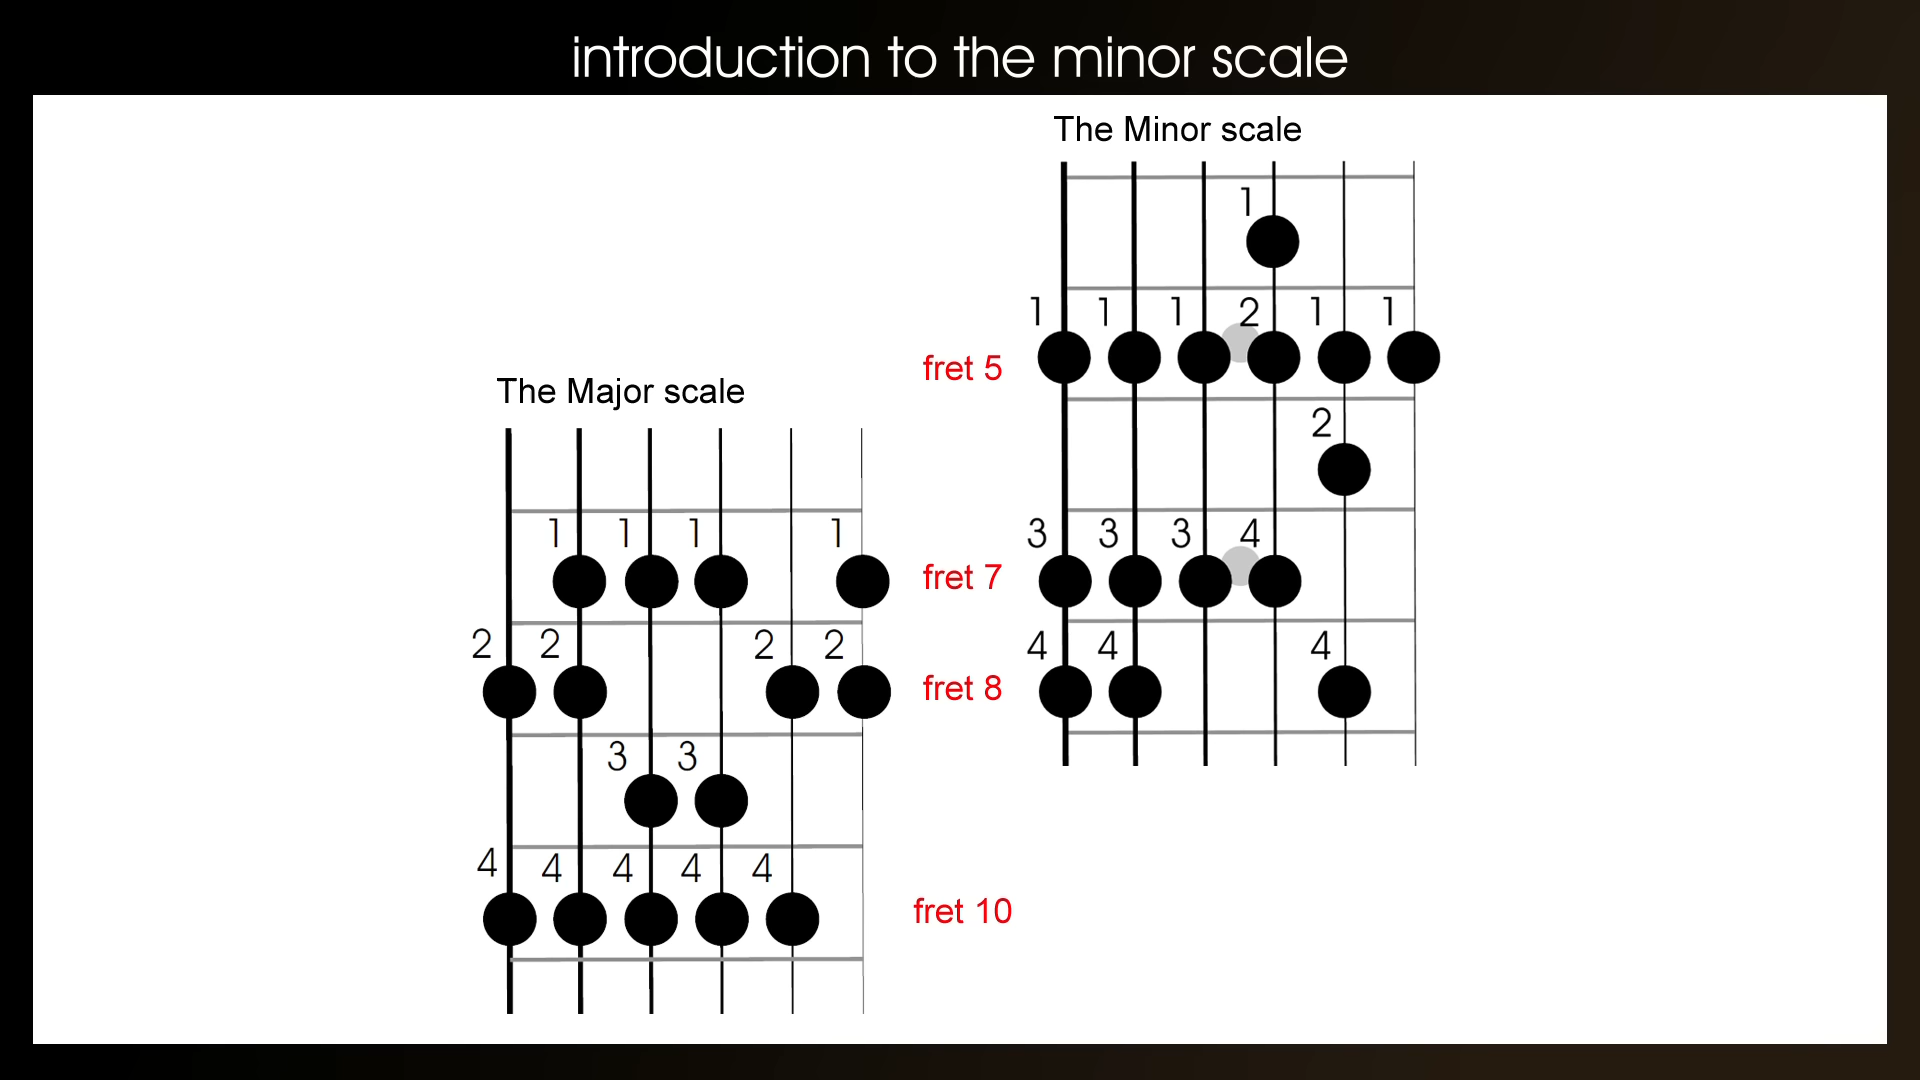 introduction to the minor scale
The Minor scale
1
1 1 1 2 1 1
fret 5
The Major scale
2
1 1 1 1
fret 7
3 3 3 4
2 2 2 2
fret 8
4 4 4
3 3
4 4 4 4 4
fret 10